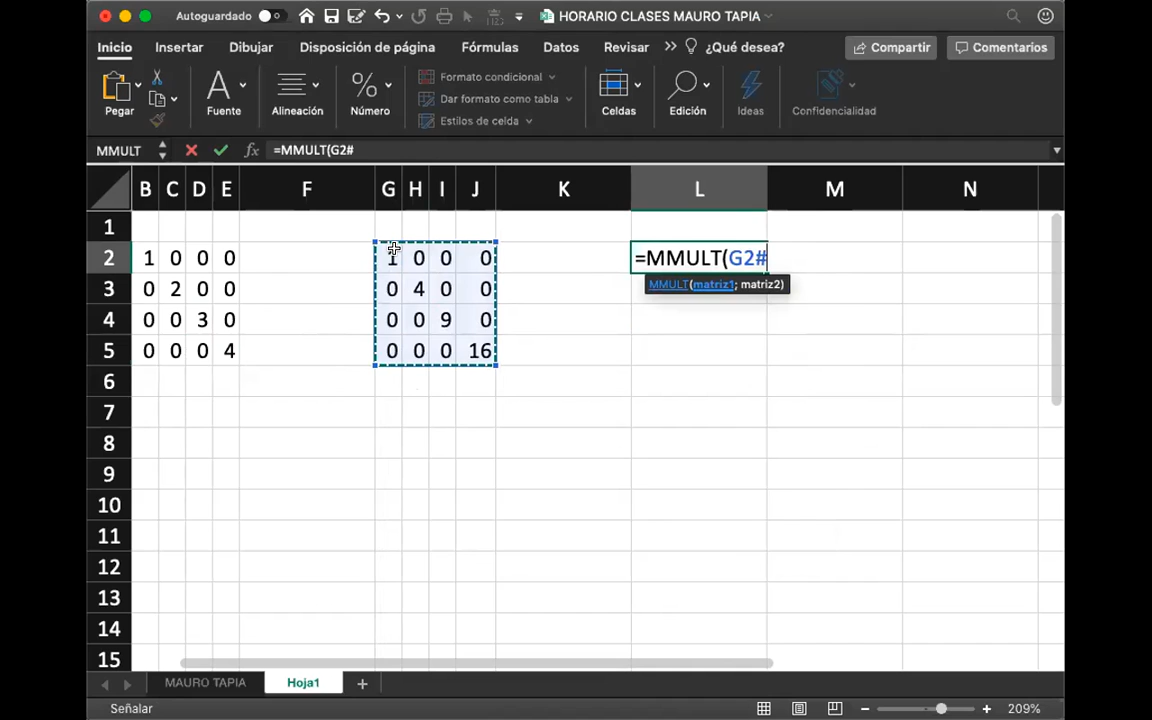 Autoguardado HORARIO CLASES MAURO TAPIA
Inicio Insertar Dibujar Disposición de página Fórmulas Datos Revisar >> ¿Qué desea? Compartir Comentarios
Pegar Fuente Alineación % Número Formato condicional Dar formato como tabla Estilos de celda Celdas Edición Ideas Confidencialidad
MMULT fx =MMULT(G2#
B C D E F G H I J K L M N
1
2 1 0 0 0 1 0 0 0 =MMULT(G2#
MMULT(matriz1; matriz2)
3 0 2 0 0 0 4 0 0
4 0 0 3 0 0 0 9 0
5 0 0 0 4 0 0 0 16
6
7
8
9
10
11
12
13
14
15
MAURO TAPIA Hoja1 +
Señalar - + 209%